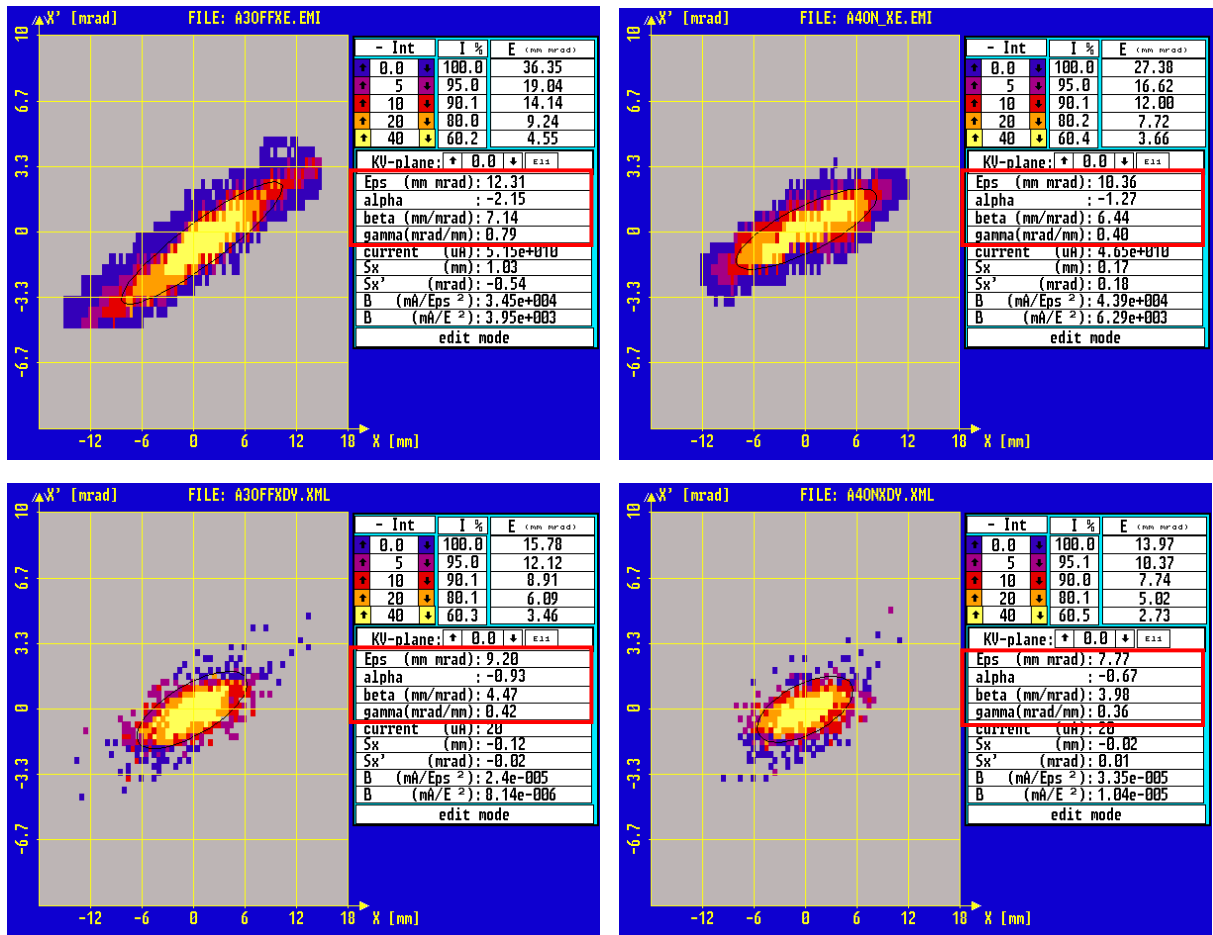 X' [mrad] FILE: A3OFFXE.EMI
10
6.7
3.3
0
-3.3
-6.7
-12 -6 0 6 12 18 X [mm]
- Int I % E (mm mrad)
0.0 100.0 36.35
5 95.0 19.04
10 90.1 14.14
20 80.0 9.24
40 60.2 4.55
KV-plane: 0.0 Ell
Eps (mm mrad): 12.31
alpha : -2.15
beta (mm/mrad): 7.14
gamma(mrad/mm): 0.79
current (uA): 5.15e+010
Sx (mm): 1.03
Sx' (mrad): -0.54
B (mA/Eps ²): 3.45e+004
B (mA/E ²): 3.95e+003
edit mode
X' [mrad] FILE: A4ON_XE.EMI
10
6.7
3.3
0
-3.3
-6.7
-12 -6 0 6 12 18 X [mm]
- Int I % E (mm mrad)
0.0 100.0 27.38
5 95.0 16.62
10 90.1 12.00
20 80.2 7.72
40 60.4 3.66
KV-plane: 0.0 Ell
Eps (mm mrad): 10.36
alpha : -1.27
beta (mm/mrad): 6.44
gamma(mrad/mm): 0.40
current (uA): 4.65e+010
Sx (mm): 0.17
Sx' (mrad): 0.18
B (mA/Eps ²): 4.39e+004
B (mA/E ²): 6.29e+003
edit mode
X' [mrad] FILE: A3OFFXDY.XML
10
6.7
3.3
0
-3.3
-6.7
-12 -6 0 6 12 18 X [mm]
- Int I % E (mm mrad)
0.0 100.0 15.78
5 95.0 12.12
10 90.1 8.91
20 80.1 6.09
40 60.3 3.46
KV-plane: 0.0 Ell
Eps (mm mrad): 9.20
alpha : -0.93
beta (mm/mrad): 4.47
gamma(mrad/mm): 0.42
current (uA): 20
Sx (mm): -0.12
Sx' (mrad): -0.02
B (mA/Eps ²): 2.4e-005
B (mA/E ²): 8.14e-006
edit mode
X' [mrad] FILE: A4ONXDY.XML
10
6.7
3.3
0
-3.3
-6.7
-12 -6 0 6 12 18 X [mm]
- Int I % E (mm mrad)
0.0 100.0 13.97
5 95.1 10.37
10 90.0 7.74
20 80.1 5.02
40 60.5 2.73
KV-plane: 0.0 Ell
Eps (mm mrad): 7.77
alpha : -0.67
beta (mm/mrad): 3.98
gamma(mrad/mm): 0.36
current (uA): 20
Sx (mm): -0.02
Sx' (mrad): 0.01
B (mA/Eps ²): 3.35e-005
B (mA/E ²): 1.04e-005
edit mode